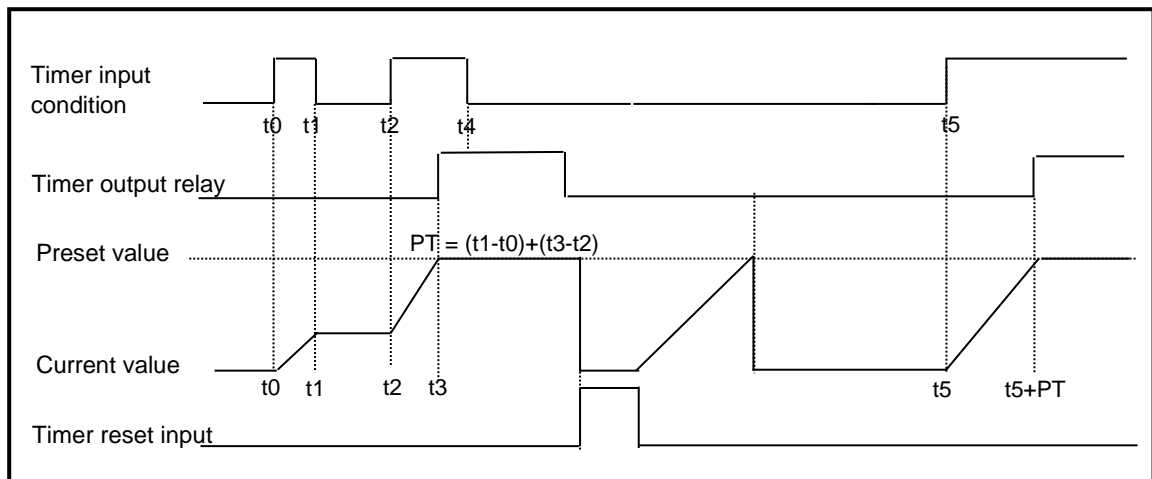 Timer input
condition
t0 t1 t2 t4 t5
Timer output relay
PT = (t1-t0)+(t3-t2)
Preset value
Current value
t0 t1 t2 t3 t5 t5+PT
Timer reset input